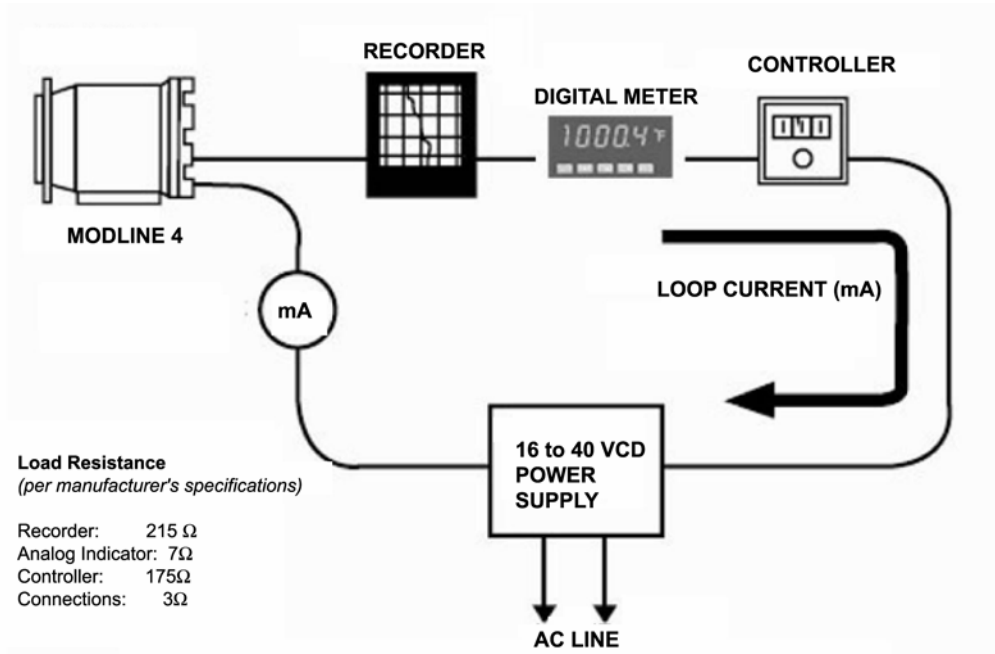 RECORDER
CONTROLLER
DIGITAL METER
1000.4 °F
MODLINE 4
LOOP CURRENT (mA)
mA
16 to 40 VCD
POWER
SUPPLY
Load Resistance
(per manufacturer's specifications)
Recorder: 215 Ω
Analog Indicator: 7Ω
Controller: 175Ω
Connections: 3Ω
AC LINE